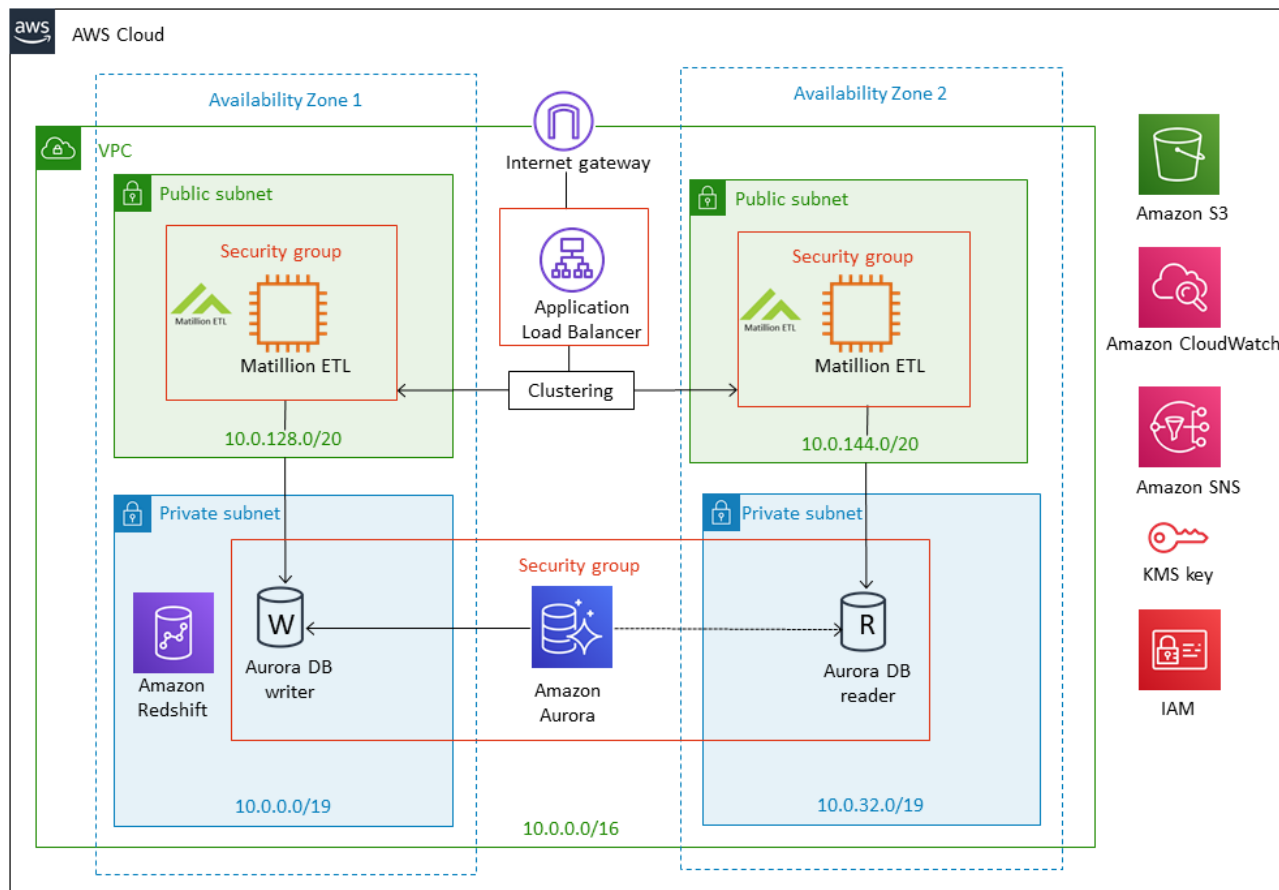 aws
AWS Cloud
Availability Zone 1
Availability Zone 2
VPC
Internet gateway
Public subnet
Public subnet
Security group
Security group
Matillion ETL
Matillion ETL
Application
Load Balancer
Matillion ETL
Matillion ETL
Clustering
10.0.128.0/20
10.0.144.0/20
Private subnet
Private subnet
Security group
W
R
Aurora DB
writer
Aurora DB
reader
Amazon
Redshift
Amazon
Aurora
10.0.0.0/19
10.0.32.0/19
10.0.0.0/16
Amazon S3
Amazon CloudWatch
Amazon SNS
KMS key
IAM